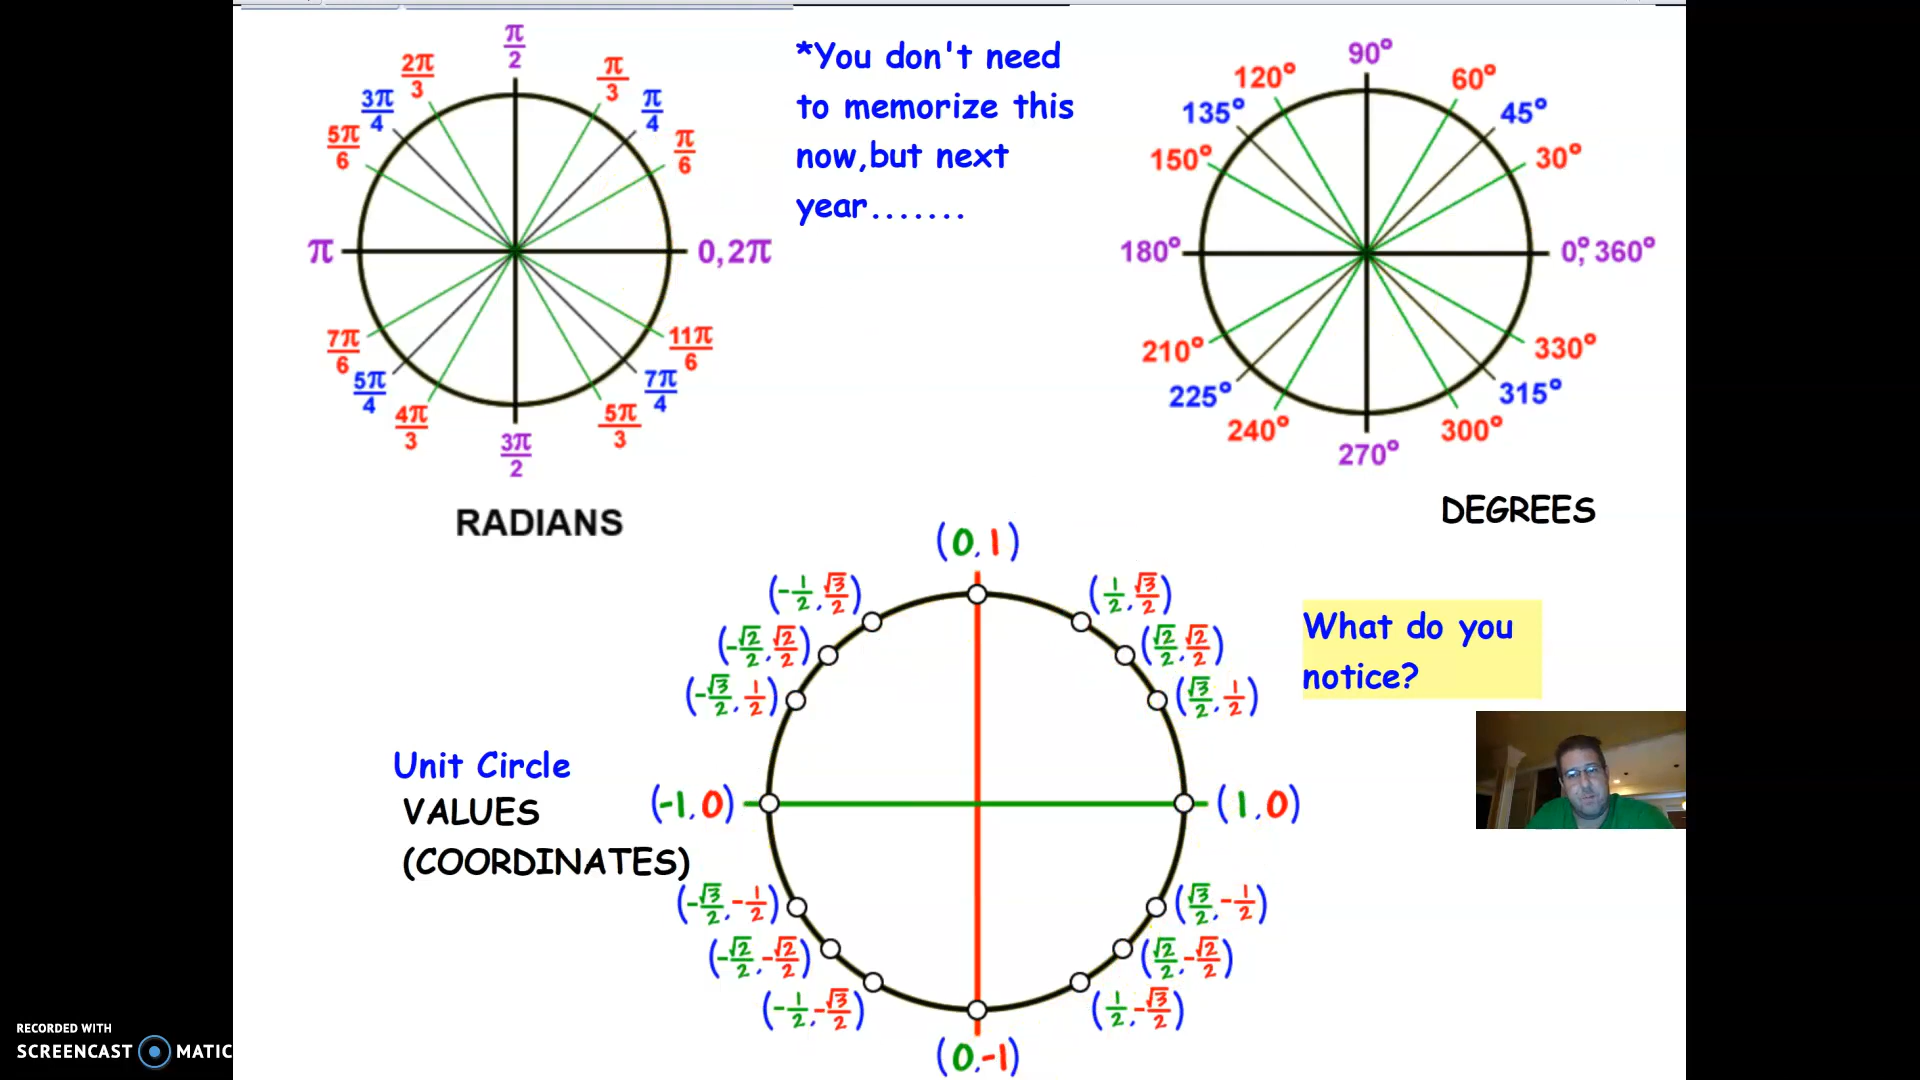 π/2
2π/3
π/3
3π/4
π/4
5π/6
π/6
π
0,2π
7π/6
11π/6
5π/4
7π/4
4π/3
5π/3
3π/2
RADIANS
*You don't need
to memorize this
now,but next
year.......
90°
120°
60°
135°
45°
150°
30°
180°
0°, 360°
210°
330°
225°
315°
240°
300°
270°
DEGREES
(0,1)
(-1/2, √3/2)
(1/2, √3/2)
(-√2/2, √2/2)
(√2/2, √2/2)
(-√3/2, 1/2)
(√3/2, 1/2)
What do you
notice?
Unit Circle
VALUES
(COORDINATES)
(-1,0)
(1,0)
(-√3/2, -1/2)
(√3/2, -1/2)
(-√2/2, -√2/2)
(√2/2, -√2/2)
(-1/2, -√3/2)
(1/2, -√3/2)
(0,-1)
RECORDED WITH
SCREENCAST MATIC